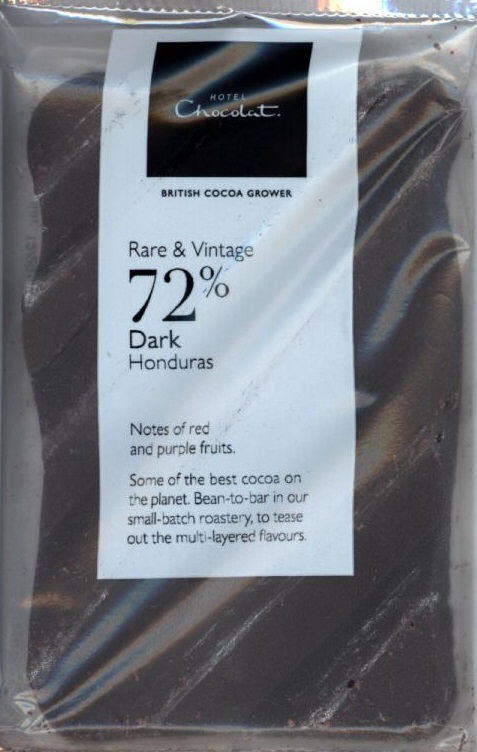 HOTEL
Chocolat.
BRITISH COCOA GROWER
Rare & Vintage
72%
Dark
Honduras
Notes of red
and purple fruits.
Some of the best cocoa on
the planet. Bean-to-bar in our
small-batch roastery, to tease
out the multi-layered flavours.